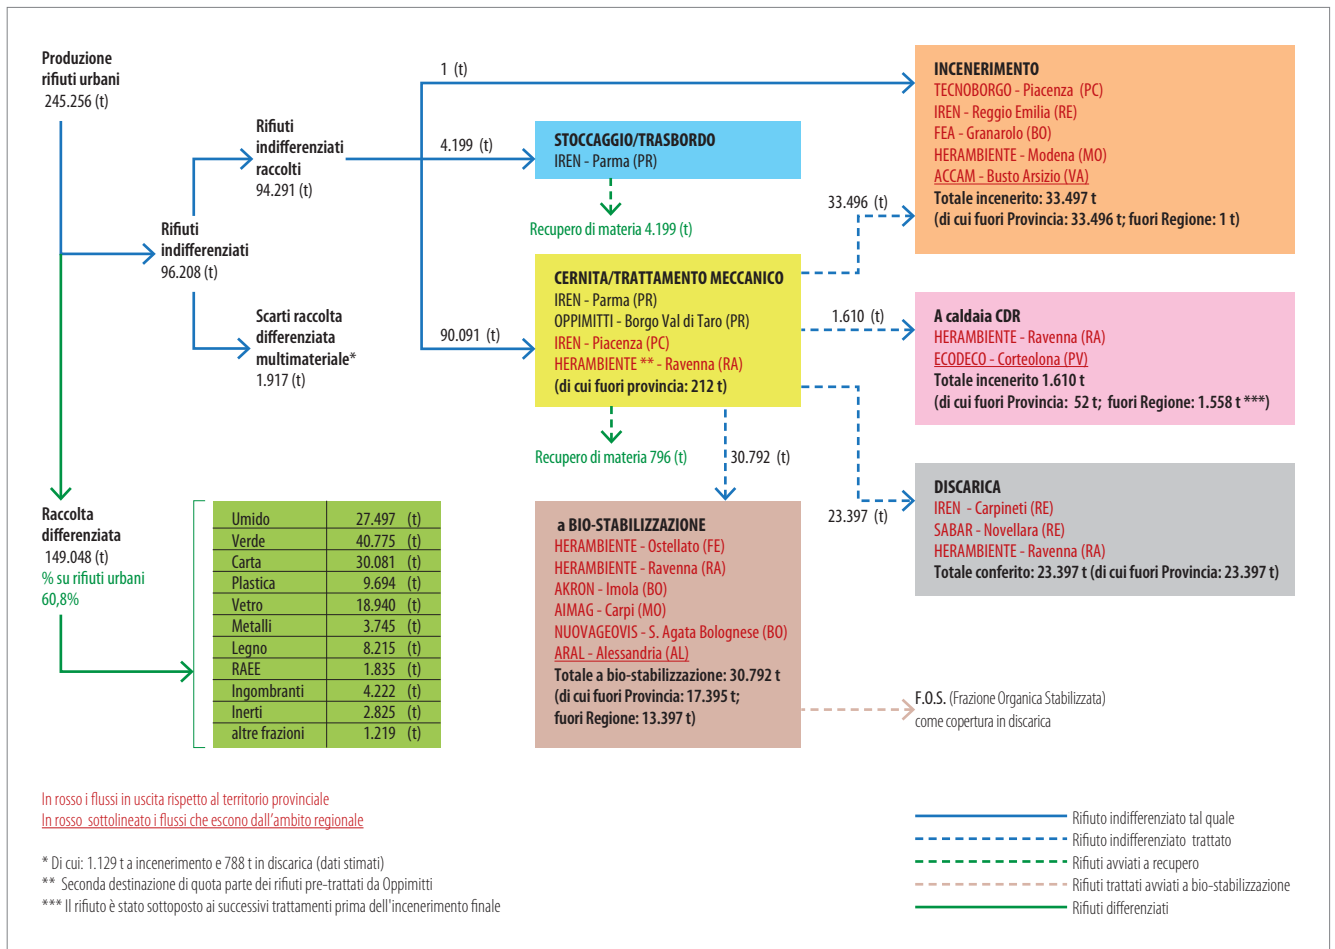 Produzione
rifiuti urbani
245.256 (t)
Rifiuti
indifferenziati
raccolti
94.291 (t)
Rifiuti
indifferenziati
96.208 (t)
Scarti raccolta
differenziata
multimateriale*
1.917 (t)
1 (t)
4.199 (t)
90.091 (t)
STOCCAGGIO/TRASBORDO
IREN - Parma (PR)
Recupero di materia 4.199 (t)
CERNITA/TRATTAMENTO MECCANICO
IREN - Parma (PR)
OPPIMITTI - Borgo Val di Taro (PR)
IREN - Piacenza (PC)
HERAMBIENTE ** - Ravenna (RA)
(di cui fuori provincia: 212 t)
Recupero di materia 796 (t)
30.792 (t)
33.496 (t)
1.610 (t)
23.397 (t)
INCENERIMENTO
TECNOBORGO - Piacenza (PC)
IREN - Reggio Emilia (RE)
FEA - Granarolo (BO)
HERAMBIENTE - Modena (MO)
ACCAM - Busto Arsizio (VA)
Totale incenerito: 33.497 t
(di cui fuori Provincia: 33.496 t; fuori Regione: 1 t)
A caldaia CDR
HERAMBIENTE - Ravenna (RA)
ECODECO - Corteolona (PV)
Totale incenerito 1.610 t
(di cui fuori Provincia: 52 t; fuori Regione: 1.558 t ***)
DISCARICA
IREN - Carpineti (RE)
SABAR - Novellara (RE)
HERAMBIENTE - Ravenna (RA)
Totale conferito: 23.397 t (di cui fuori Provincia: 23.397 t)
Raccolta
differenziata
149.048 (t)
% su rifiuti urbani
60,8%
Umido 27.497 (t)
Verde 40.775 (t)
Carta 30.081 (t)
Plastica 9.694 (t)
Vetro 18.940 (t)
Metalli 3.745 (t)
Legno 8.215 (t)
RAEE 1.835 (t)
Ingombranti 4.222 (t)
Inerti 2.825 (t)
altre frazioni 1.219 (t)
a BIO-STABILIZZAZIONE
HERAMBIENTE - Ostellato (FE)
HERAMBIENTE - Ravenna (RA)
AKRON - Imola (BO)
AIMAG - Carpi (MO)
NUOVAGEOVIS - S. Agata Bolognese (BO)
ARAL - Alessandria (AL)
Totale a bio-stabilizzazione: 30.792 t
(di cui fuori Provincia: 17.395 t;
fuori Regione: 13.397 t)
F.O.S. (Frazione Organica Stabilizzata)
come copertura in discarica
In rosso i flussi in uscita rispetto al territorio provinciale
In rosso sottolineato i flussi che escono dall'ambito regionale
* Di cui: 1.129 t a incenerimento e 788 t in discarica (dati stimati)
** Seconda destinazione di quota parte dei rifiuti pre-trattati da Oppimitti
*** Il rifiuto è stato sottoposto ai successivi trattamenti prima dell'incenerimento finale
Rifiuto indifferenziato tal quale
Rifiuto indifferenziato trattato
Rifiuti avviati a recupero
Rifiuti trattati avviati a bio-stabilizzazione
Rifiuti differenziati